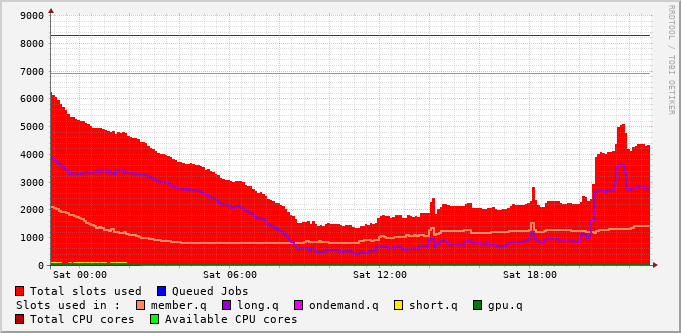 9000
8000
7000
6000
5000
4000
3000
2000
1000
0
Sat 00:00 Sat 06:00 Sat 12:00 Sat 18:00
RRDTOOL / TOBI OETIKER
Total slots used Queued Jobs
Slots used in : member.q long.q ondemand.q short.q gpu.q
Total CPU cores Available CPU cores